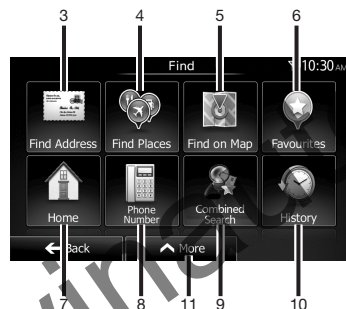 3 4 5 6
Find
10:30 AM
Find Address Find Places Find on Map Favourites
Home Phone Number Combined Search History
Back More
7 8 11 9 10